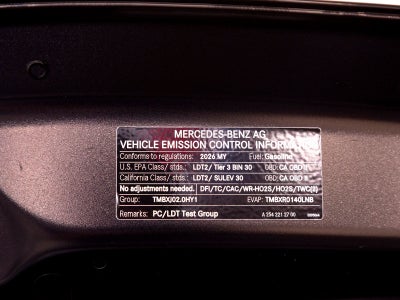 MERCEDES-BENZ AG
VEHICLE EMISSION CONTROL INFORMATION
Conforms to regulations: 2026 MY Fuel: Gasoline
U.S. EPA Class/ stds.: LDT2/ Tier 3 BIN 30 OBD: CA OBD II
California Class/ stds.: LDT2/ SULEV 30 OBD: CA OBD II
No adjustments needed. DFI/TC/CAC/WR-HO2S/HO2S/TWC(2)
Group: TMBXJ02.0HY1 EVAP: TMBXR0140LNB
Remarks: PC/LDT Test Group A 254 221 27 00